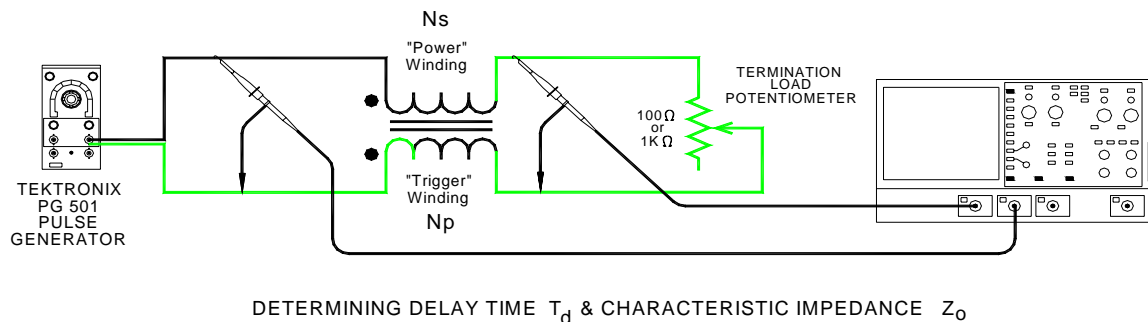 Ns
"Power"
Winding
TERMINATION
LOAD
POTENTIOMETER
100Ω
or
1KΩ
"Trigger"
Winding
Np
TEKTRONIX
PG 501
PULSE
GENERATOR
DETERMINING DELAY TIME Td & CHARACTERISTIC IMPEDANCE Zo